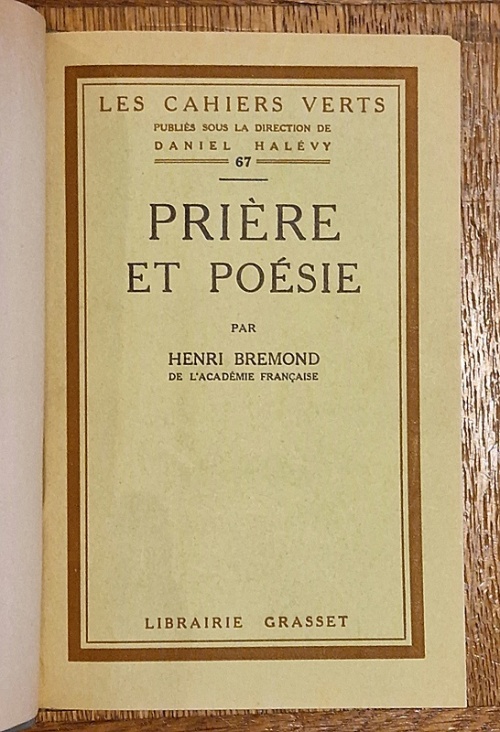 LES CAHIERS VERTS
PUBLIÉS SOUS LA DIRECTION DE
DANIEL HALÉVY
67
PRIÈRE
ET POÉSIE
PAR
HENRI BREMOND
DE L'ACADÉMIE FRANÇAISE
LIBRAIRIE GRASSET